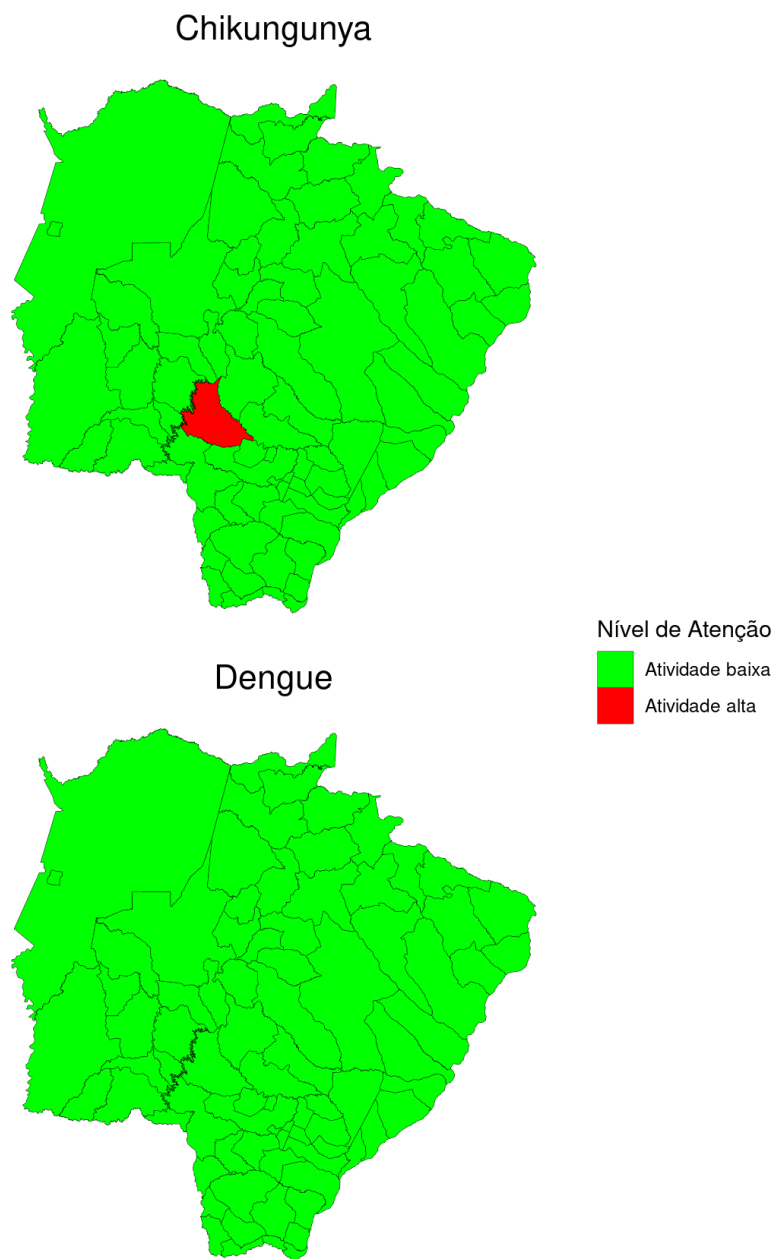 Chikungunya
Nível de Atenção
Atividade baixa
Atividade alta
Dengue